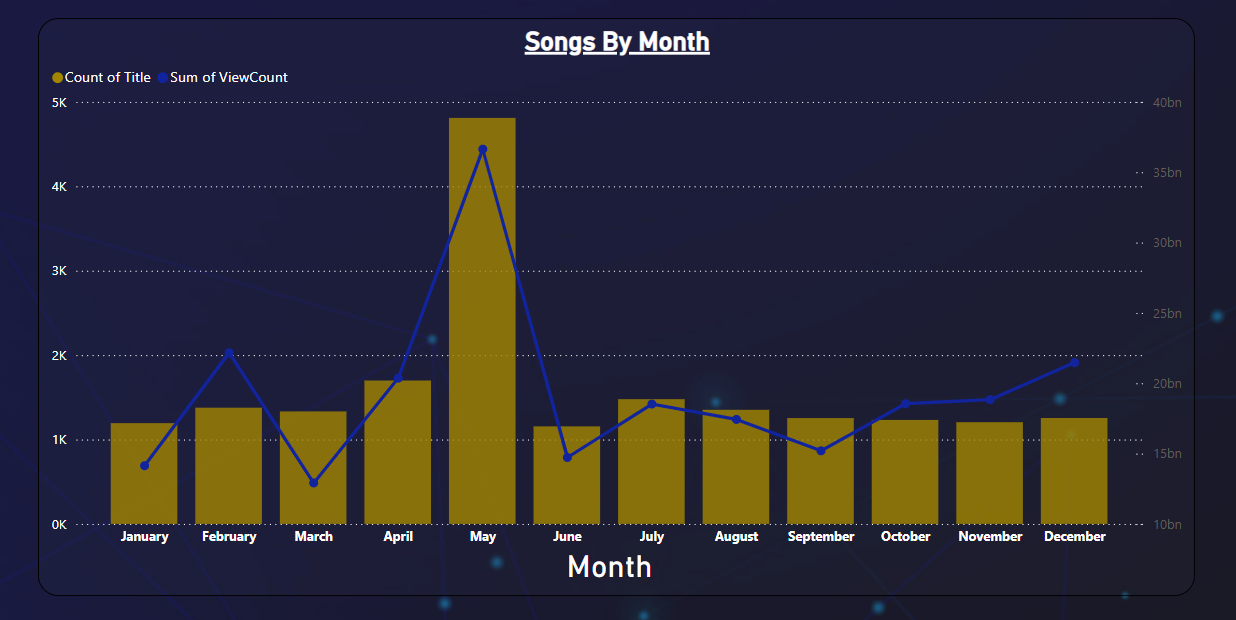 Songs By Month
Count of Title Sum of ViewCount
5K 40bn
35bn
4K
30bn
3K
25bn
2K
20bn
1K
15bn
0K 10bn
January February March April May June July August September October November December
Month